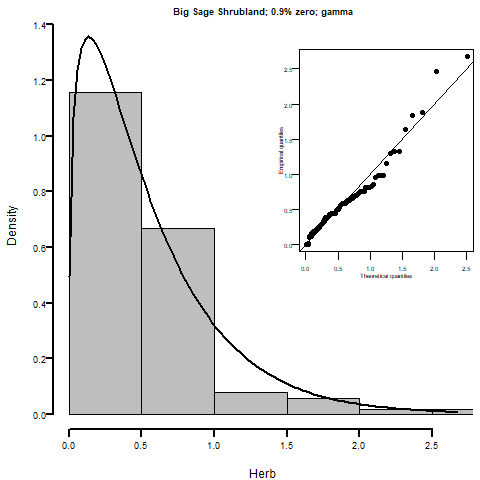 Big Sage Shrubland; 0.9% zero; gamma
1.4
1.2
1.0
0.8
0.6
0.4
0.2
0.0
Density
0.0 0.5 1.0 1.5 2.0 2.5
Herb
2.5
2.0
1.5
1.0
0.5
0.0
Empirical quantiles
0.0 0.5 1.0 1.5 2.0 2.5
Theoretical quantiles